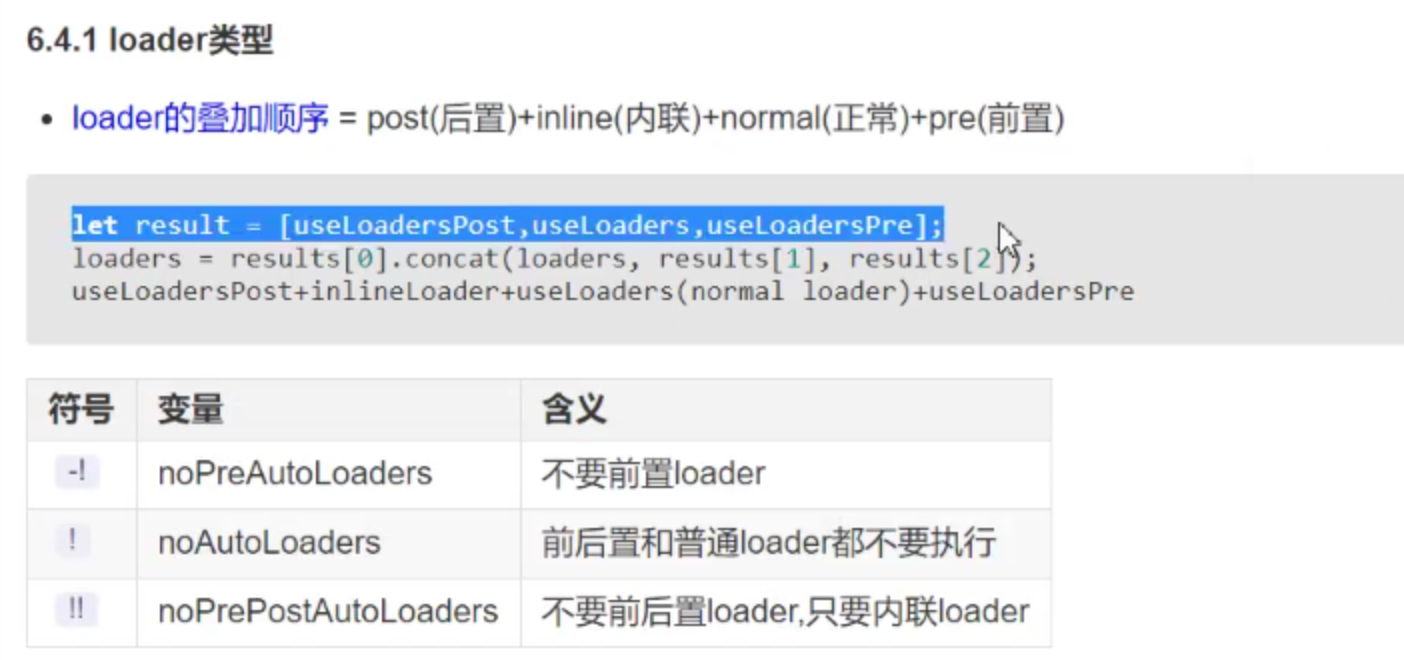 6.4.1 loader类型
• loader的叠加顺序 = post(后置)+inline(内联)+normal(正常)+pre(前置)
let result = [useLoadersPost,useLoaders,useLoadersPre];
loaders = results[0].concat(loaders, results[1], results[2]);
useLoadersPost+inlineLoader+useLoaders(normal loader)+useLoadersPre
符号 变量 含义
-! noPreAutoLoaders 不要前置loader
! noAutoLoaders 前后置和普通loader都不要执行
!! noPrePostAutoLoaders 不要前后置loader,只要内联loader